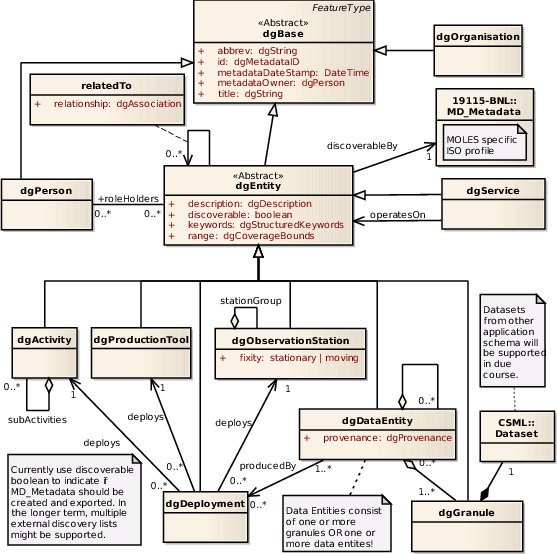 FeatureType
«Abstract»
dgBase
+ abbrev: dgString
+ id: dgMetadataID
+ metadataDateStamp: DateTime
+ metadataOwner: dgPerson
+ title: dgString
dgOrganisation
relatedTo
+ relationship: dgAssociation
0..*
discoverableBy
1
19115-BNL::
MD_Metadata
MOLES specific
ISO profile
dgPerson
+roleHolders
0..*
0..*
«Abstract»
dgEntity
+ description: dgDescription
+ discoverable: boolean
+ keywords: dgStructuredKeywords
+ range: dgCoverageBounds
dgService
operatesOn
stationGroup
dgActivity
dgProductionTool
dgObservationStation
+ fixity: stationary | moving
Datasets
from other
application
schema will
be supported
in due
course.
0..*
1
1
1
subActivities
deploys
deploys
deploys
0..*
dgDataEntity
+ provenance: dgProvenance
CSML::
Dataset
1
Currently use discoverable
boolean to indicate if
MD_Metadata should be
created and exported. In
the longer term, multiple
external discovery lists
might be supported.
0..*
0..*
0..*
producedBy
1..*
0..*
0..*
1..*
dgDeployment
Data Entities consist
of one or more
granules OR one or
more data entites!
dgGranule